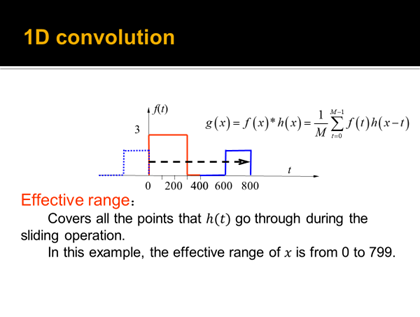 1D convolution
f(t)
3
g(x) = f(x) * h(x) = \frac{1}{M} \sum_{t=0}^{M-1} f(t)h(x-t)
0 200 400 600 800 t
Effective range：
Covers all the points that h(t) go through during the
sliding operation.
In this example, the effective range of x is from 0 to 799.